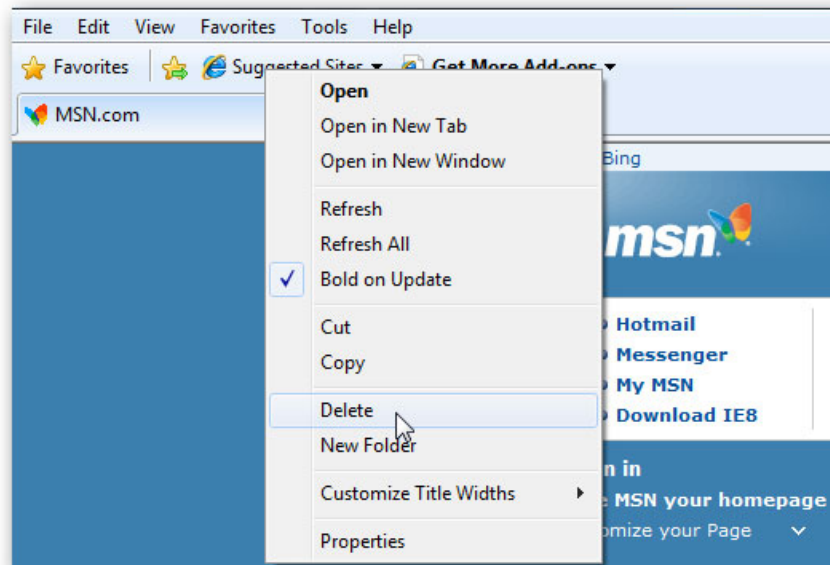 File Edit View Favorites Tools Help
Favorites Suggested Sites Get More Add-ons
MSN.com
Open
Open in New Tab
Open in New Window
Refresh
Refresh All
Bold on Update
Cut
Copy
Delete
New Folder
Customize Title Widths
Properties
Bing
msn
Hotmail
Messenger
My MSN
Download IE8
n in
MSN your homepage
omize your Page